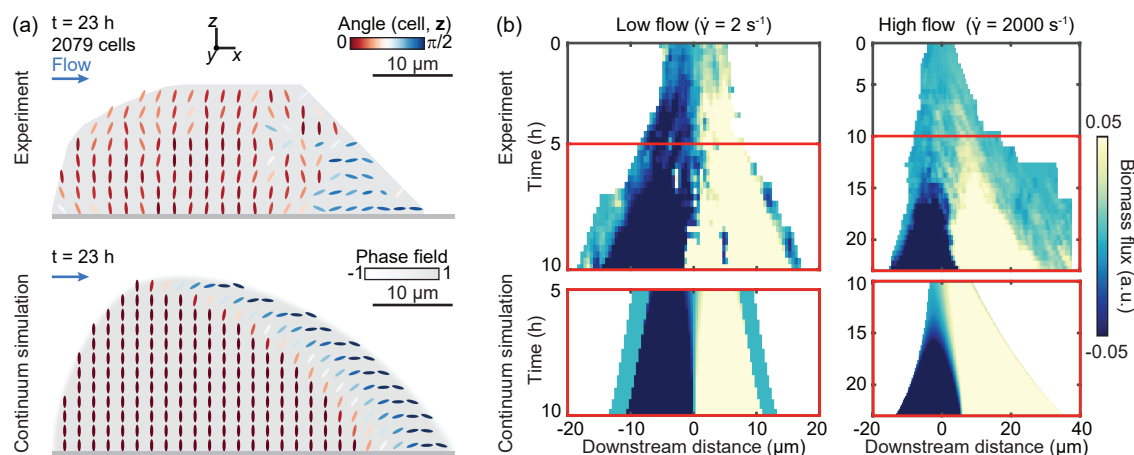 (a)
t = 23 h
2079 cells
Flow
z
y x
Angle (cell, z)
0 π/2
10 µm
Experiment
t = 23 h
Phase field
-1 1
10 µm
Continuum simulation
(b)
Low flow (γ̇ = 2 s⁻¹)
High flow (γ̇ = 2000 s⁻¹)
Experiment
Time (h)
0
5
10
0
10
15
20
Continuum simulation
Time (h)
5
10
-20 -10 0 10 20
Downstream distance (µm)
10
15
20
-20 0 20 40
Downstream distance (µm)
0.05
Biomass flux (a.u.)
-0.05